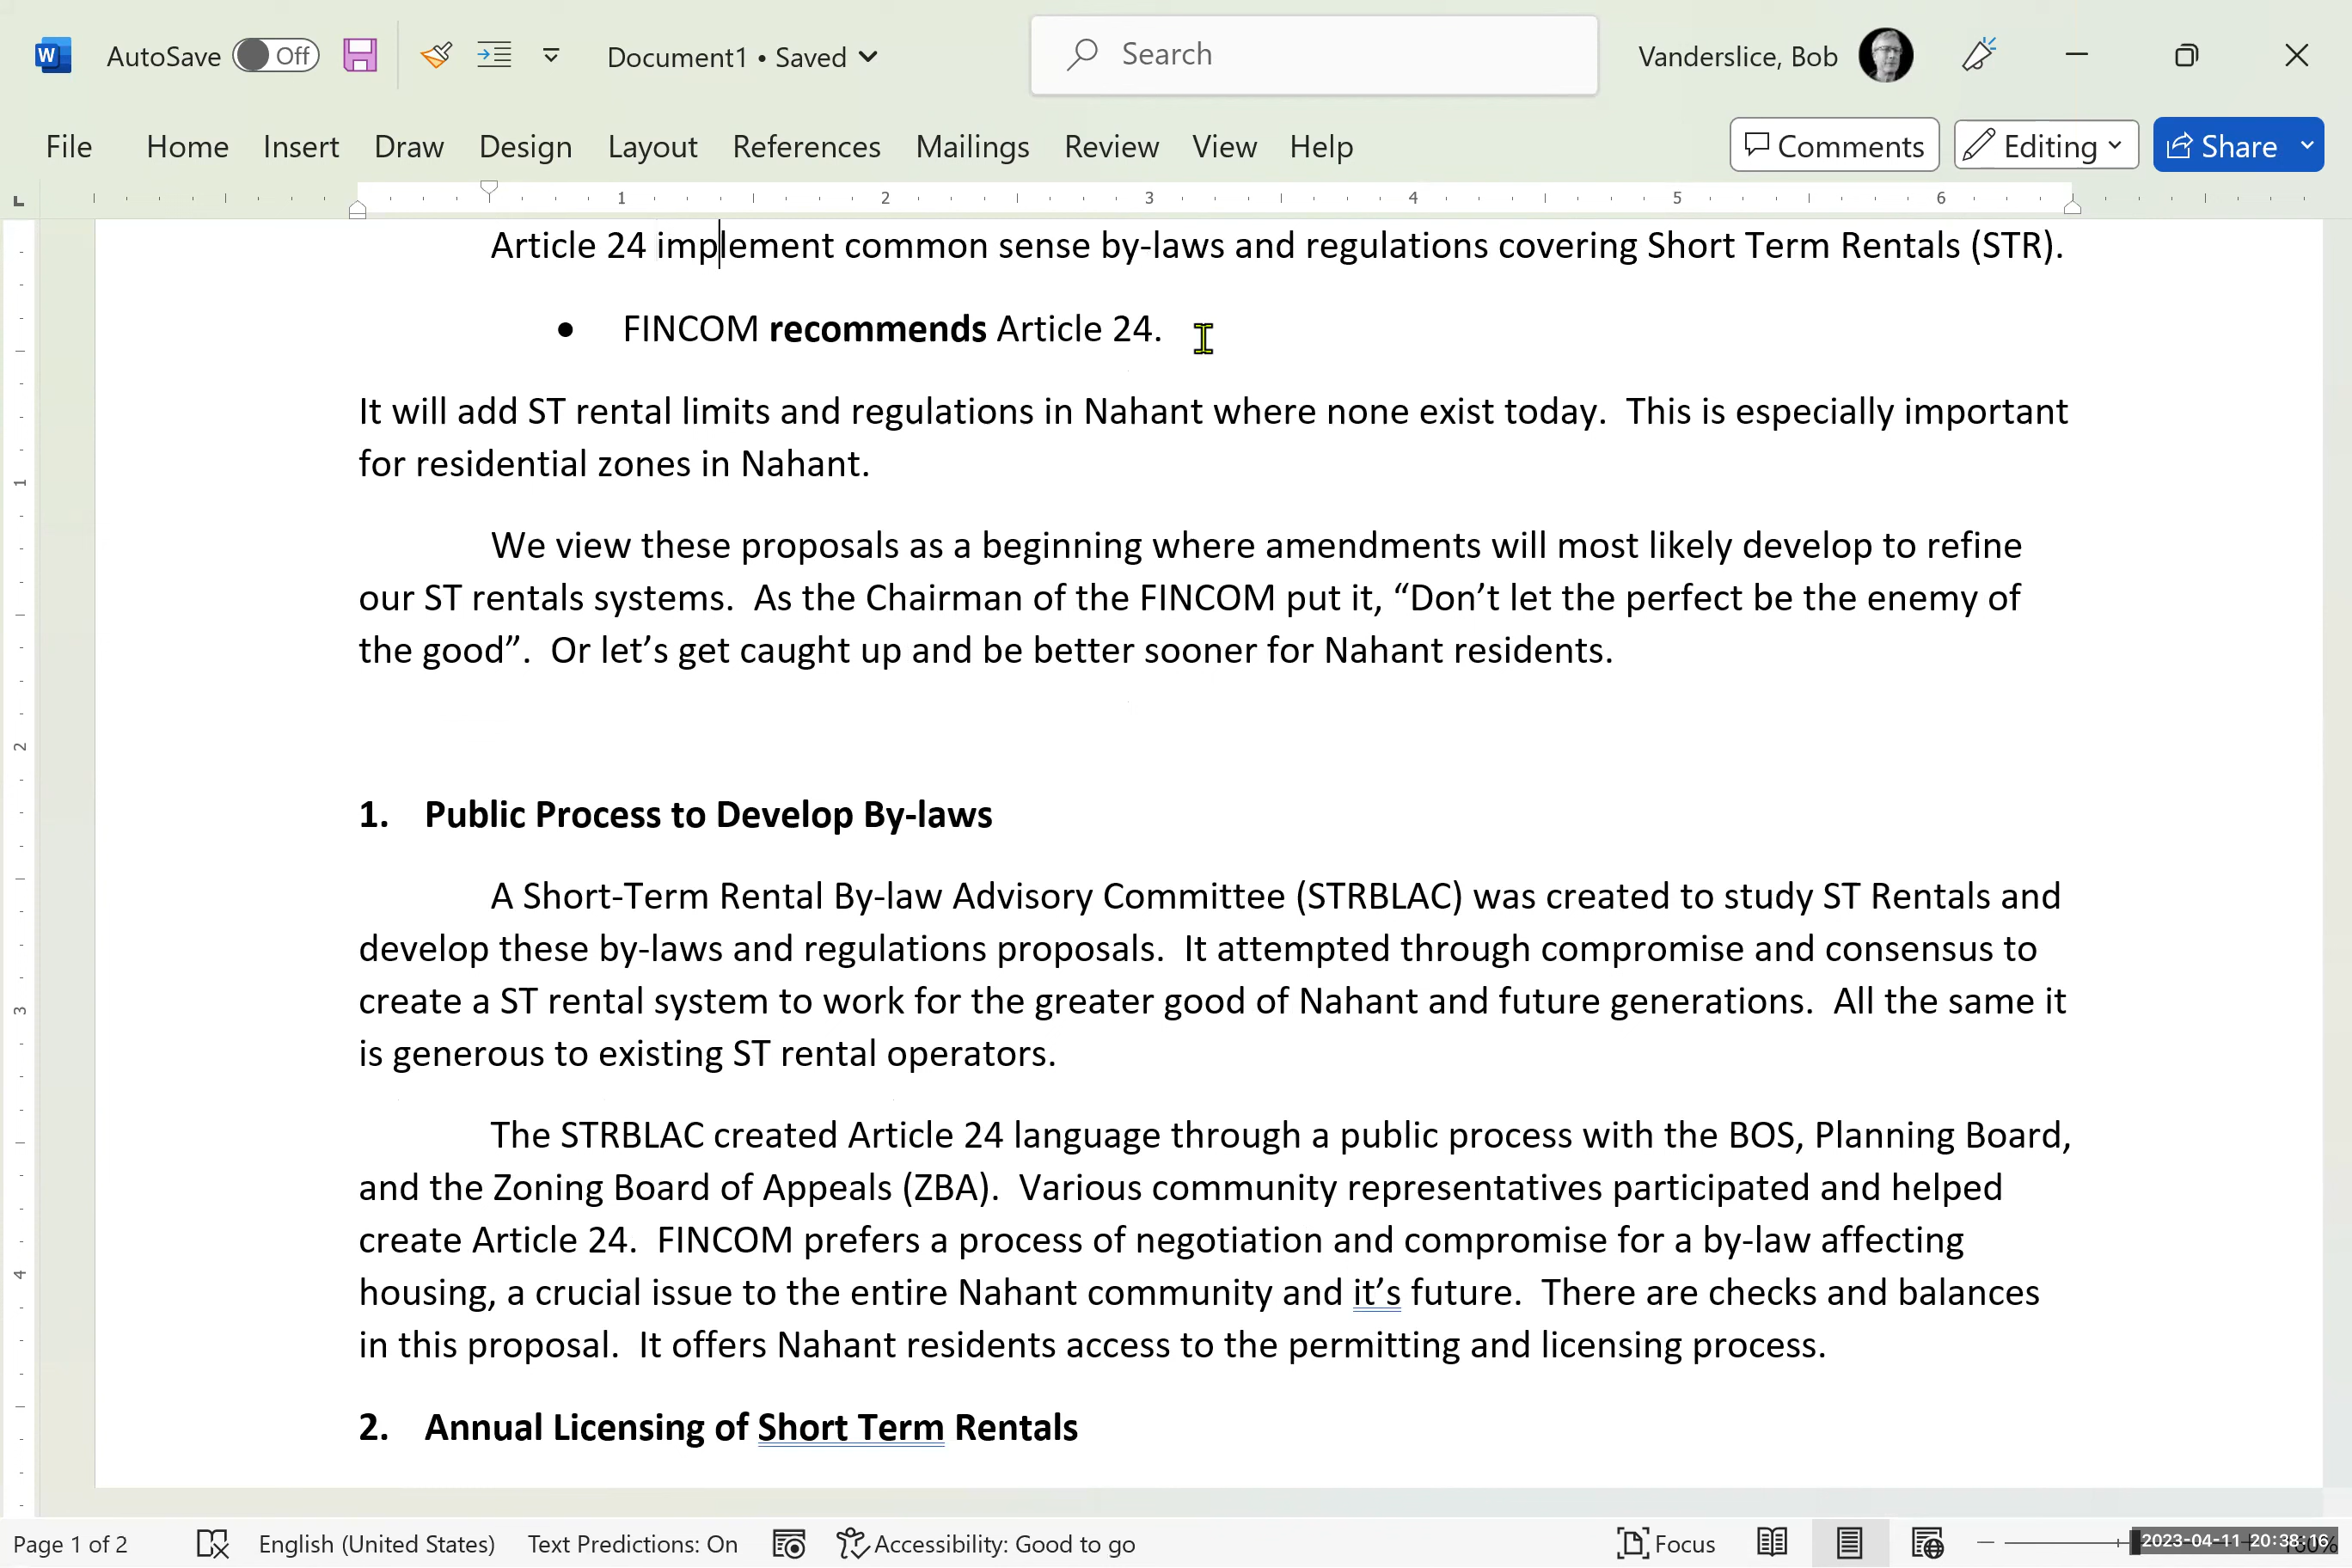 AutoSave Off Document1 • Saved Search Vanderslice, Bob
File Home Insert Draw Design Layout References Mailings Review View Help Comments Editing Share
1 2 3 4 5 6
Article 24 implement common sense by-laws and regulations covering Short Term Rentals (STR).
• FINCOM recommends Article 24.
It will add ST rental limits and regulations in Nahant where none exist today.  This is especially important
for residential zones in Nahant.
1
We view these proposals as a beginning where amendments will most likely develop to refine
our ST rentals systems.  As the Chairman of the FINCOM put it, “Don’t let the perfect be the enemy of
the good”.  Or let’s get caught up and be better sooner for Nahant residents.
2
1. Public Process to Develop By-laws
A Short-Term Rental By-law Advisory Committee (STRBLAC) was created to study ST Rentals and
develop these by-laws and regulations proposals.  It attempted through compromise and consensus to
create a ST rental system to work for the greater good of Nahant and future generations.  All the same it
3
is generous to existing ST rental operators.
The STRBLAC created Article 24 language through a public process with the BOS, Planning Board,
and the Zoning Board of Appeals (ZBA).  Various community representatives participated and helped
create Article 24.  FINCOM prefers a process of negotiation and compromise for a by-law affecting
4
housing, a crucial issue to the entire Nahant community and it’s future.  There are checks and balances
in this proposal.  It offers Nahant residents access to the permitting and licensing process.
2. Annual Licensing of Short Term Rentals
Page 1 of 2 English (United States) Text Predictions: On Accessibility: Good to go Focus 2023-04-11 20:38:16